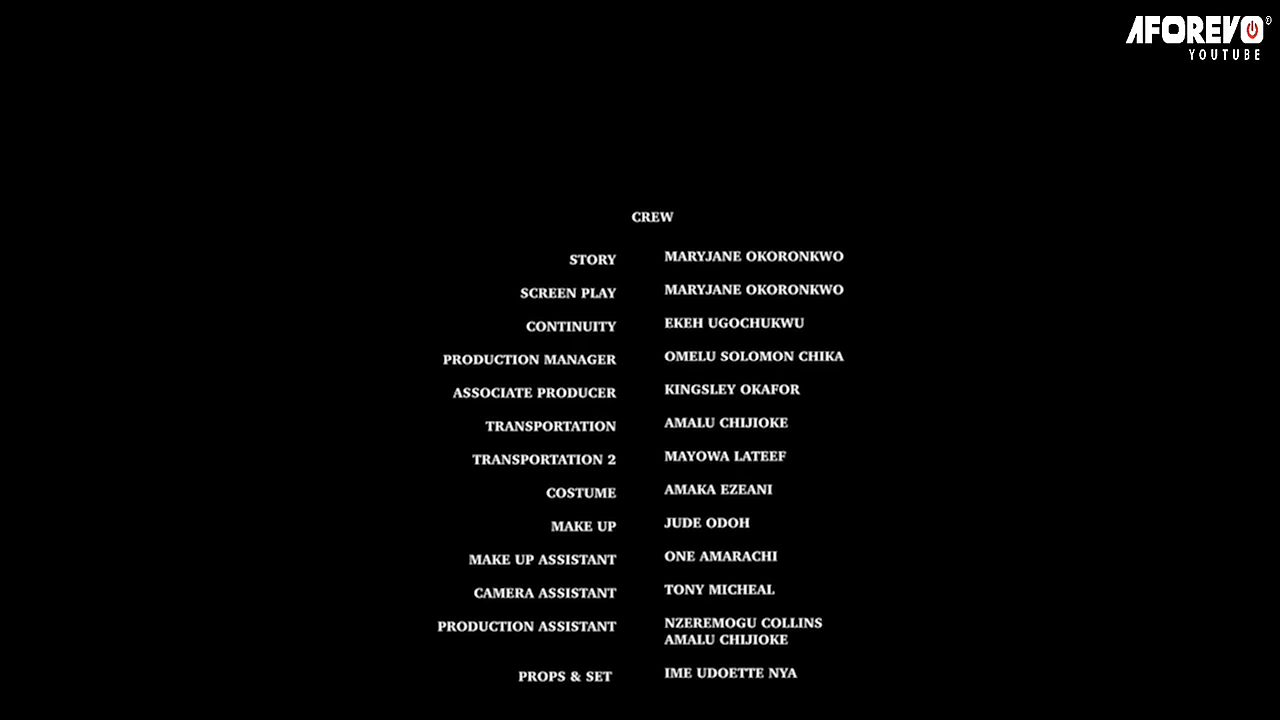 AFOREVO
YOUTUBE
CREW
STORY MARYJANE OKORONKWO
SCREEN PLAY MARYJANE OKORONKWO
CONTINUITY EKEH UGOCHUKWU
PRODUCTION MANAGER OMELU SOLOMON CHIKA
ASSOCIATE PRODUCER KINGSLEY OKAFOR
TRANSPORTATION AMALU CHIJIOKE
TRANSPORTATION 2 MAYOWA LATEEF
COSTUME AMAKA EZEANI
MAKE UP JUDE ODOH
MAKE UP ASSISTANT ONE AMARACHI
CAMERA ASSISTANT TONY MICHEAL
PRODUCTION ASSISTANT NZEREMOGU COLLINS
AMALU CHIJIOKE
PROPS & SET IME UDOETTE NYA